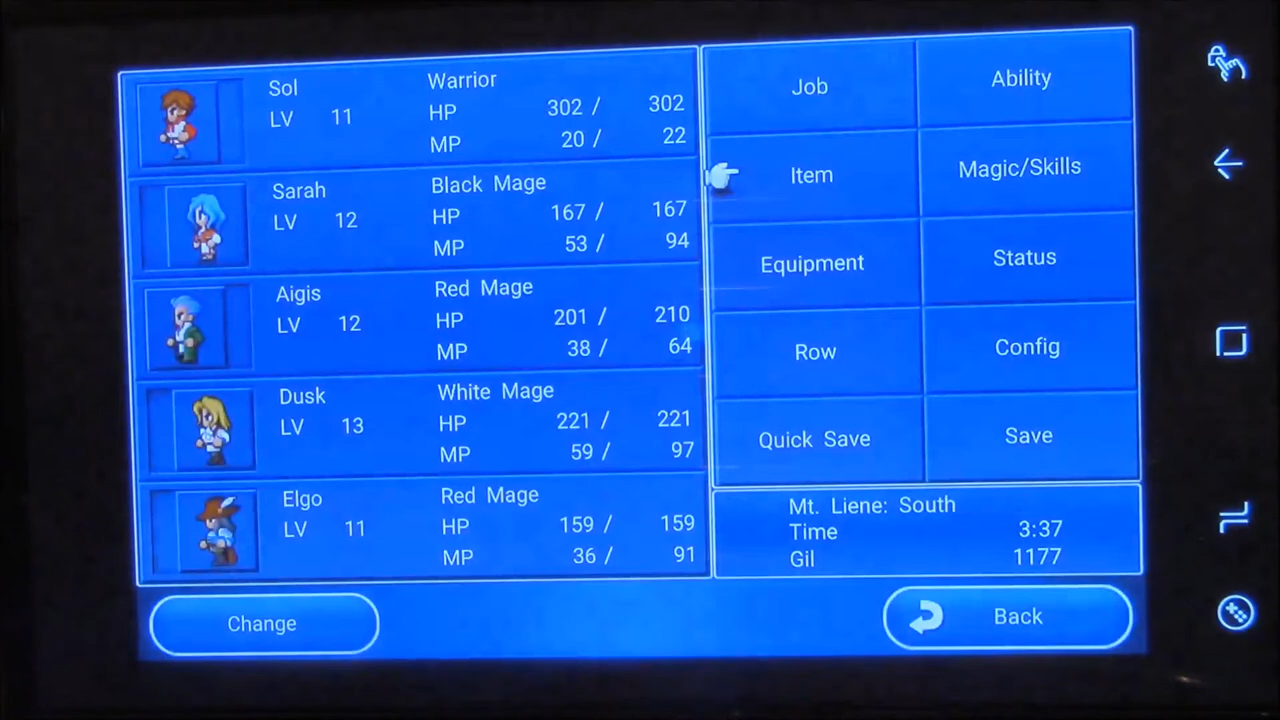 Sol Warrior
LV 11 HP 302 / 302
MP 20 / 22
Sarah Black Mage
LV 12 HP 167 / 167
MP 53 / 94
Aigis Red Mage
LV 12 HP 201 / 210
MP 38 / 64
Dusk White Mage
LV 13 HP 221 / 221
MP 59 / 97
Elgo Red Mage
LV 11 HP 159 / 159
MP 36 / 91
Change
Job Ability
Item Magic/Skills
Equipment Status
Row Config
Quick Save Save
Mt. Liene: South
Time 3:37
Gil 1177
Back